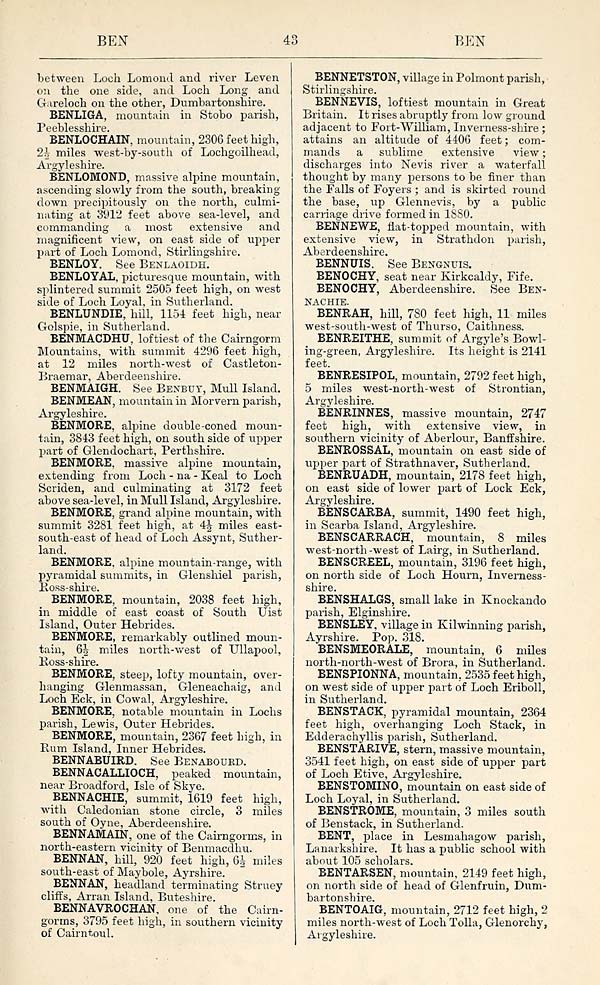 BEN 43 BEN
between Loch Lomond and river Leven
on the one side, and Loch Long and
Gareloch on the other, Dumbartonshire.
BENLIGA, mountain in Stobo parish,
Peeblesshire.
BENLOCHAIN, mountain, 2306 feet high,
2½ miles west-by-south of Lochgoilhead,
Argyleshire.
BENLOMOND, massive alpine mountain,
ascending slowly from the south, breaking
down precipitously on the north, culmi-
nating at 3912 feet above sea-level, and
commanding a most extensive and
magnificent view, on east side of upper
part of Loch Lomond, Stirlingshire.
BENLOY. See BENLAOIDH.
BENLOYAL, picturesque mountain, with
splintered summit 2505 feet high, on west
side of Loch Loyal, in Sutherland.
BENLUNDIE, hill, 1154 feet high, near
Golspie, in Sutherland.
BENMACDHU, loftiest of the Cairngorm
Mountains, with summit 4296 feet high,
at 12 miles north-west of Castleton-
Braemar, Aberdeenshire.
BENMAIGH. See BENBUY, Mull Island.
BENMEAN, mountain in Morvern parish,
Argyleshire.
BENMORE, alpine double-coned moun-
tain, 3843 feet high, on south side of upper
part of Glendochart, Perthshire.
BENMORE, massive alpine mountain,
extending from Loch-na-Keal to Loch
Scriden, and culminating at 3172 feet
above sea-level, in Mull Island, Argyleshire.
BENMORE, grand alpine mountain, with
summit 3281 feet high, at 4½ miles east-
south-east of head of Loch Assynt, Suther-
land.
BENMORE, alpine mountain-range, with
pyramidal summits, in Glenshiel parish,
Ross-shire.
BENMORE, mountain, 2038 feet high,
in middle of east coast of South Uist
Island, Outer Hebrides.
BENMORE, remarkably outlined moun-
tain, 6½ miles north-west of Ullapool,
Ross-shire.
BENMORE, steep, lofty mountain, over-
hanging Glenmassan, Gleneachaig, and
Loch Eck, in Cowal, Argyleshire.
BENMORE, notable mountain in Lochs
parish, Lewis, Outer Hebrides.
BENMORE, mountain, 2367 feet high, in
Rum Island, Inner Hebrides.
BENNABUIRD. See BENABOURD.
BENNACALLIOCH, peaked mountain,
near Broadford, Isle of Skye.
BENNACHIE, summit, 1619 feet high,
with Caledonian stone circle, 3 miles
south of Oyne, Aberdeenshire.
BENNAMAIN, one of the Cairngorms, in
north-eastern vicinity of Benmacdhu.
BENNAN, hill, 920 feet high, 6½ miles
south-east of Maybole, Ayrshire.
BENNAN, headland terminating Struey
cliffs, Arran Island, Buteshire.
BENNAVROCHAN, one of the Cairn-
gorms, 3795 feet high, in southern vicinity
of Cairntoul.
BENNETSTON, village in Polmont parish,
Stirlingshire.
BENNEVIS, loftiest mountain in Great
Britain. It rises abruptly from low ground
adjacent to Fort-William, Inverness-shire;
attains an altitude of 4406 feet; com-
mands a sublime extensive view;
discharges into Nevis river a waterfall
thought by many persons to be finer than
the Falls of Foyers; and is skirted round
the base, up Glennevis, by a public
carriage drive formed in 1880.
BENNEWE, flat-topped mountain, with
extensive view, in Strathdon parish,
Aberdeenshire.
BENNUIS. See BENGNUIS.
BENOCHY, seat near Kirkcaldy, Fife.
BENOCHY, Aberdeenshire. See BEN-
NACHIE.
BENRAH, hill, 780 feet high, 11 miles
west-south-west of Thurso, Caithness.
BENREITHE, summit of Argyle's Bowl-
ing-green, Argyleshire. Its height is 2141
feet.
BENRESIPOL, mountain, 2792 feet high,
5 miles west-north-west of Strontian,
Argyleshire.
BENRINNES, massive mountain, 2747
feet high, with extensive view, in
southern vicinity of Aberlour, Banffshire.
BENROSSAL, mountain on east side of
upper part of Strathnaver, Sutherland.
BENRUADH, mountain, 2178 feet high,
on east side of lower part of Lock Eck,
Argyleshire.
BENSCARBA, summit, 1490 feet high,
in Scarba Island, Argyleshire.
BENSCARRACH, mountain, 8 miles
west-north-west of Lairg, in Sutherland.
BENSCREEL, mountain, 3196 feet high,
on north side of Loch Hourn, Inverness-
shire.
BENSHALGS, small lake in Knockando
parish, Elginshire.
BENSLEY, village in Kilwinning parish,
Ayrshire. Pop. 318.
BENSMEORALE, mountain, 6 miles
north-north-west of Brora, in Sutherland.
BENSPIONNA, mountain, 2535 feet high,
on west side of upper part of Loch Eriboll,
in Sutherland.
BENSTACK, pyramidal mountain, 2364
feet high, overhanging Loch Stack, in
Edderachyllis parish, Sutherland.
BENSTARIVE, stern, massive mountain,
3541 feet high, on east side of upper part
of Loch Etive, Argyleshire.
BENSTOMINO, mountain on east side of
Loch Loyal, in Sutherland.
BENSTROME, mountain, 3 miles south
of Benstack, in Sutherland.
BENT, place in Lesmahagow parish,
Lanarkshire. It has a public school with
about 105 scholars.
BENTARSEN, mountain, 2149 feet high,
on north side of head of Glenfruin, Dum-
bartonshire.
BENTOAIG, mountain, 2712 feet high, 2
miles north-west of Loch Tolla, Glenorchy,
Argyleshire.